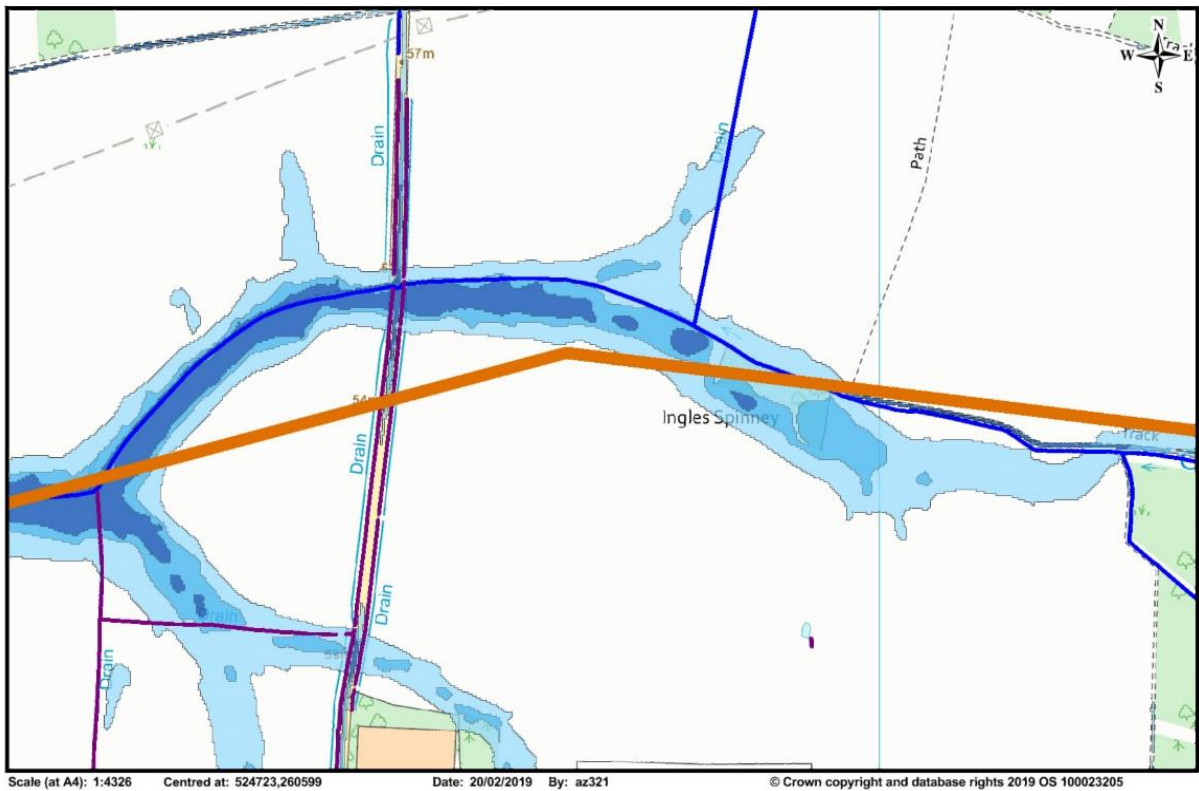 N
W E
S
57m
Drain
Drain
Path
54
Ingles Spinney
Track
Drain
Drain
Drain
Drain
Scale (at A4): 1:4326 Centred at: 524723,260599 Date: 20/02/2019 By: az321 © Crown copyright and database rights 2019 OS 100023205